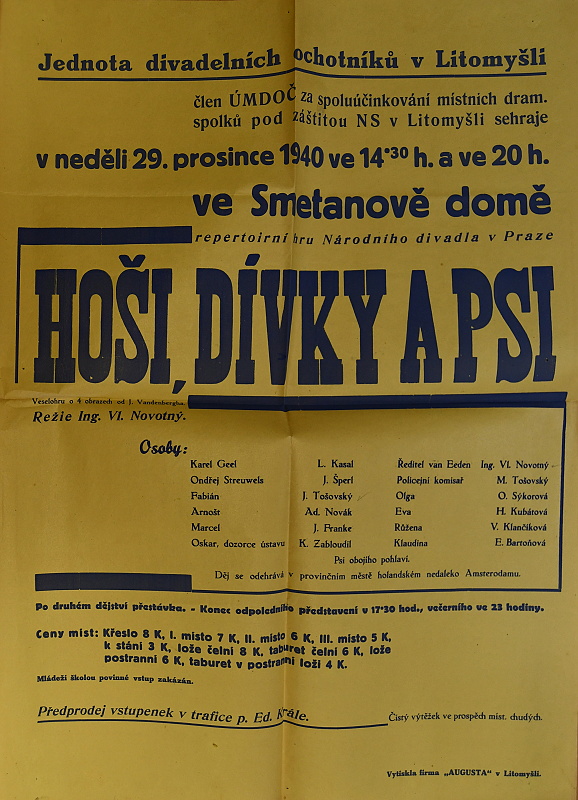 Jednota divadelních ochotníků v Litomyšli
člen ÚMDOČ za spoluúčinkování místních dram.
spolků pod záštitou NS v Litomyšli sehraje
v neděli 29. prosince 1940 ve 14·30 h. a ve 20 h.
ve Smetanově domě
repertoirní hru Národního divadla v Praze
HOŠI, DÍVKY A PSI
Veselohru o 4 obrazech od J. Vandenbergha.
Režie Ing. Vl. Novotný.
Osoby:
Karel Geel L. Kasal Ředitel van Eeden Ing. Vl. Novotný
Ondřej Streuwels J. Šperl Policejní komisař M. Tošovský
Fabián J. Tošovský Olga O. Sýkorová
Arnošt Ad. Novák Eva H. Kubátová
Marcel J. Franke Růžena V. Klančíková
Oskar, dozorce ústavu K. Zabloudil Klaudina E. Bartoňová
Psi obojího pohlaví.
Děj se odehrává v provinčním městě holandském nedaleko Amsterodamu.
Po druhém dějství přestávka. - Konec odpoledního představení v 17·30 hod., večerního ve 23 hodiny.
Ceny míst: Křeslo 8 K, I. místo 7 K, II. místo 6 K, III. místo 5 K,
k stání 3 K, lože čelní 8 K, taburet čelní 6 K, lože
postranní 6 K, taburet v postranní loži 4 K.
Mládeži školou povinné vstup zakázán.
Předprodej vstupenek v trafice p. Ed. Krále.
Čistý výtěžek ve prospěch míst. chudých.
Vytiskla firma „AUGUSTA" v Litomyšli.